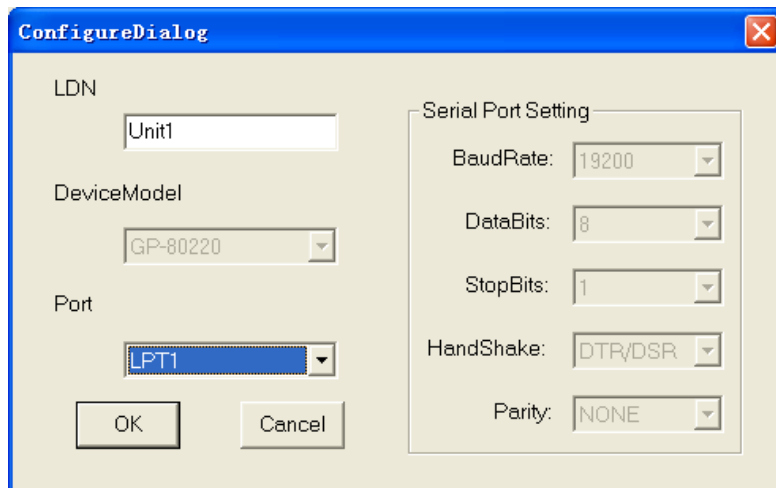 ConfigureDialog
LDN
Unit1
DeviceModel
GP-80220
Port
LPT1
OK
Cancel
Serial Port Setting
BaudRate:
19200
DataBits:
8
StopBits:
1
HandShake:
DTR/DSR
Parity:
NONE